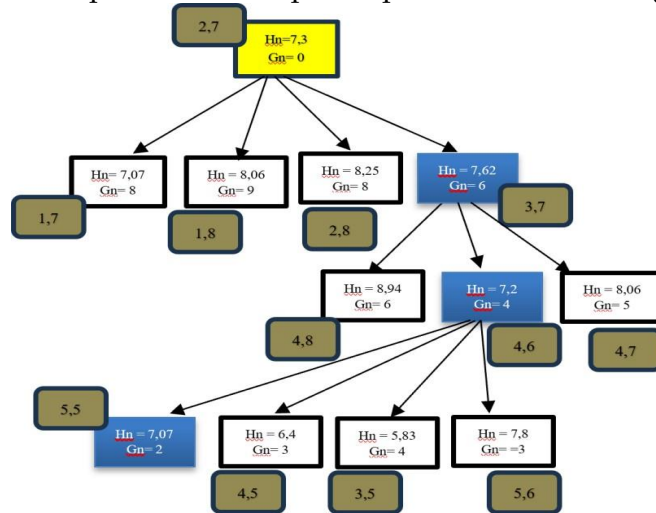 2,7
Hn=7,3
Gn= 0
Hn= 7,07
Gn= 8
Hn = 8,06
Gn= 9
Hn = 8,25
Gn= 8
Hn = 7,62
Gn= 6
1,7
1,8
2,8
3,7
Hn = 8,94
Gn= 6
Hn = 7,2
Gn= 4
Hn = 8,06
Gn= 5
4,8
4,6
4,7
5,5
Hn = 7,07
Gn= 2
Hn = 6,4
Gn= 3
Hn = 5,83
Gn= 4
Hn = 7,8
Gn= =3
4,5
3,5
5,6